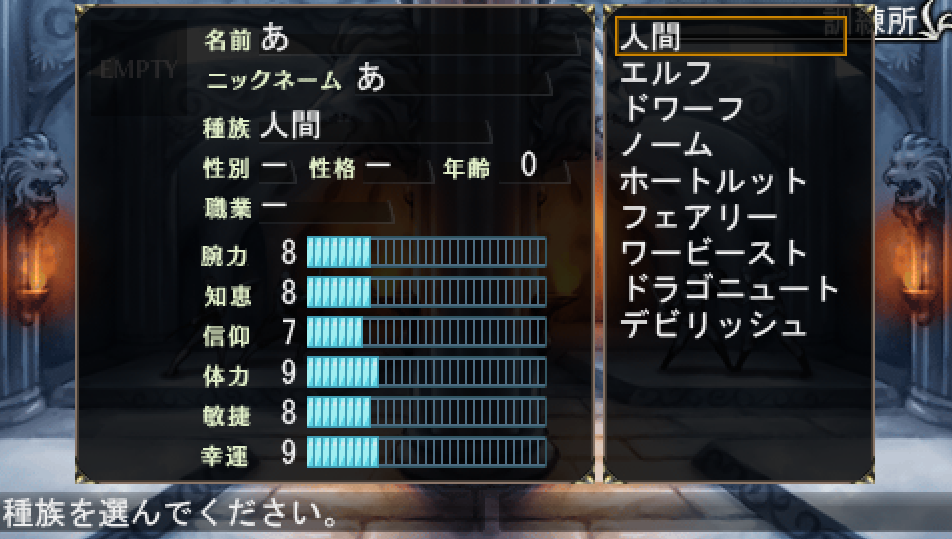 訓練所
EMPTY
名前 あ
ニックネーム あ
種族 人間
性別 ー 性格 ー 年齢 0
職業 ー
腕力 8
知恵 8
信仰 7
体力 9
敏捷 8
幸運 9
人間
エルフ
ドワーフ
ノーム
ホートルット
フェアリー
ワービースト
ドラゴニュート
デビリッシュ
種族を選んでください。